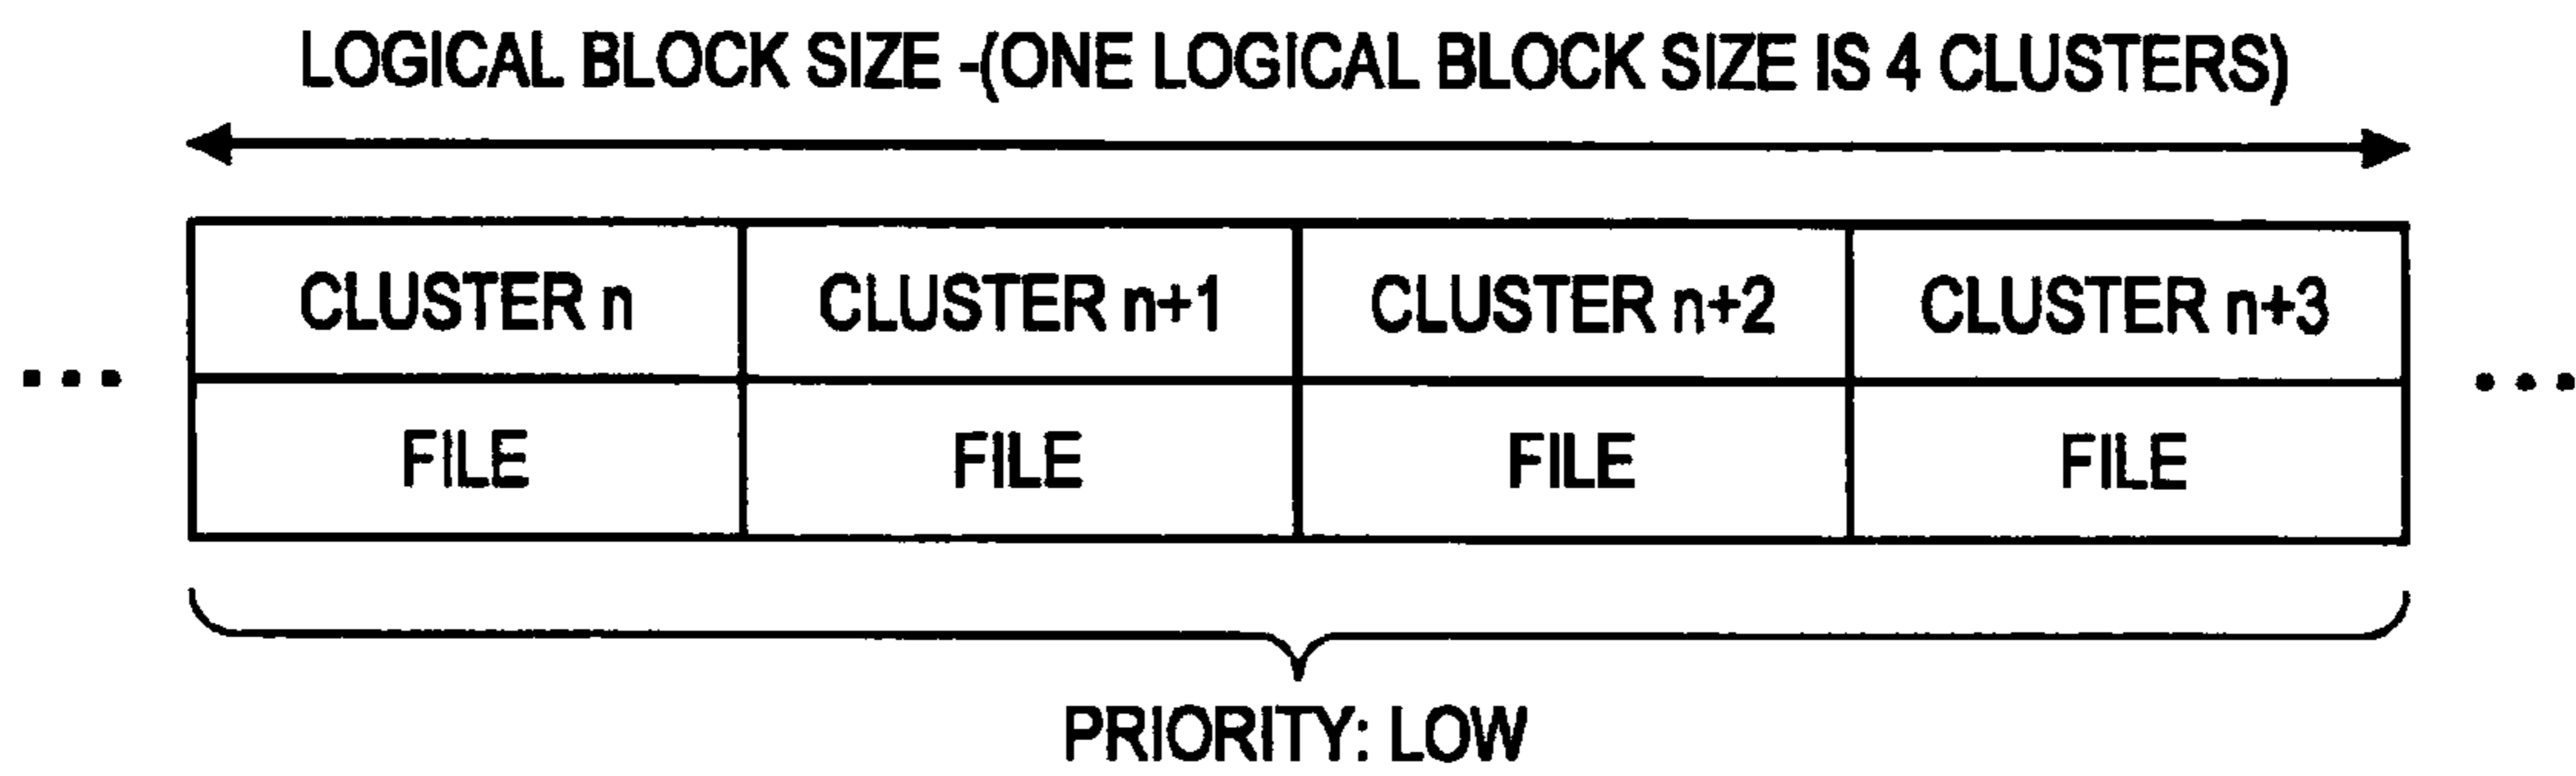 LOGICAL BLOCK SIZE -(ONE LOGICAL BLOCK SIZE IS 4 CLUSTERS)
CLUSTER n CLUSTER n+1 CLUSTER n+2 CLUSTER n+3
... ...
FILE FILE FILE FILE
PRIORITY: LOW